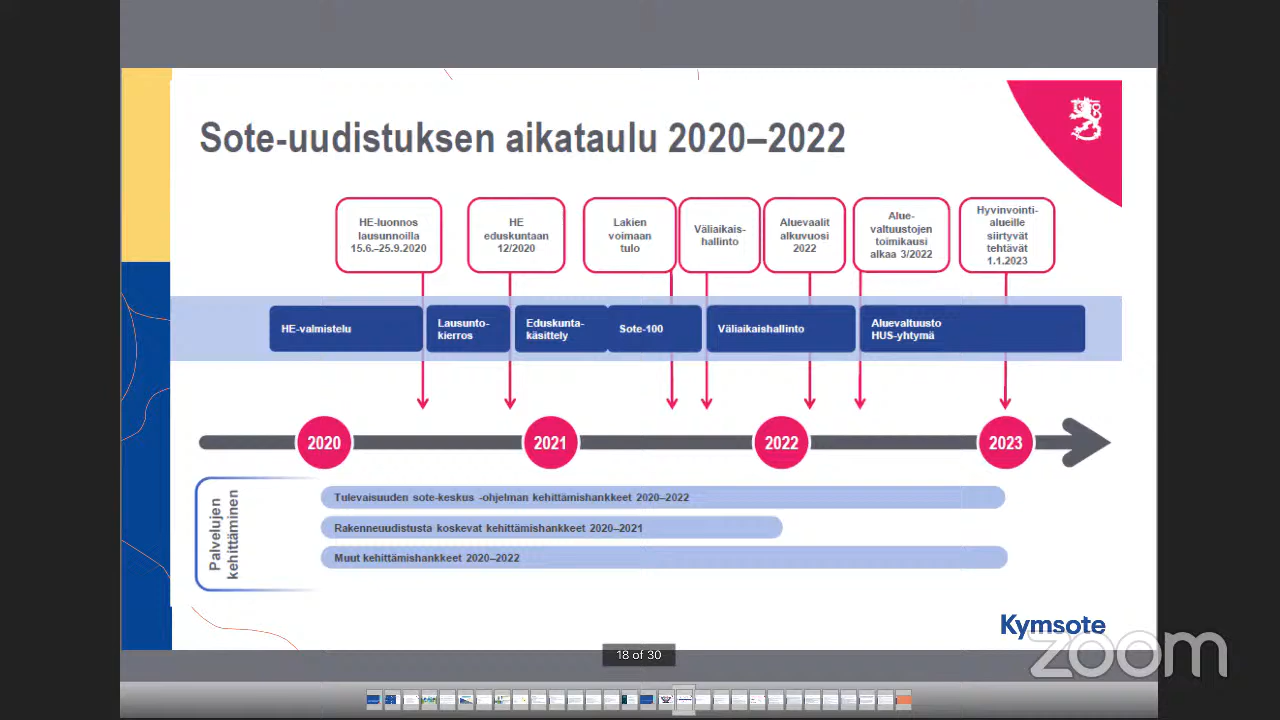 Sote-uudistuksen aikataulu 2020–2022
HE-luonnos
lausunnoilla
15.6.–25.9.2020
HE
eduskuntaan
12/2020
Lakien
voimaan
tulo
Väliaikais-
hallinto
Aluevaalit
alkuvuosi
2022
Alue-
valtuustojen
toimikausi
alkaa 3/2022
Hyvinvointi-
alueille
siirtyvät
tehtävät
1.1.2023
HE-valmistelu
Lausunto-
kierros
Eduskunta-
käsittely
Sote-100
Väliaikaishallinto
Aluevaltuusto
HUS-yhtymä
2020
2021
2022
2023
Palvelujen
kehittäminen
Tulevaisuuden sote-keskus -ohjelman kehittämishankkeet 2020–2022
Rakenneuudistusta koskevat kehittämishankkeet 2020–2021
Muut kehittämishankkeet 2020–2022
Kymsote
18 of 30
zoom